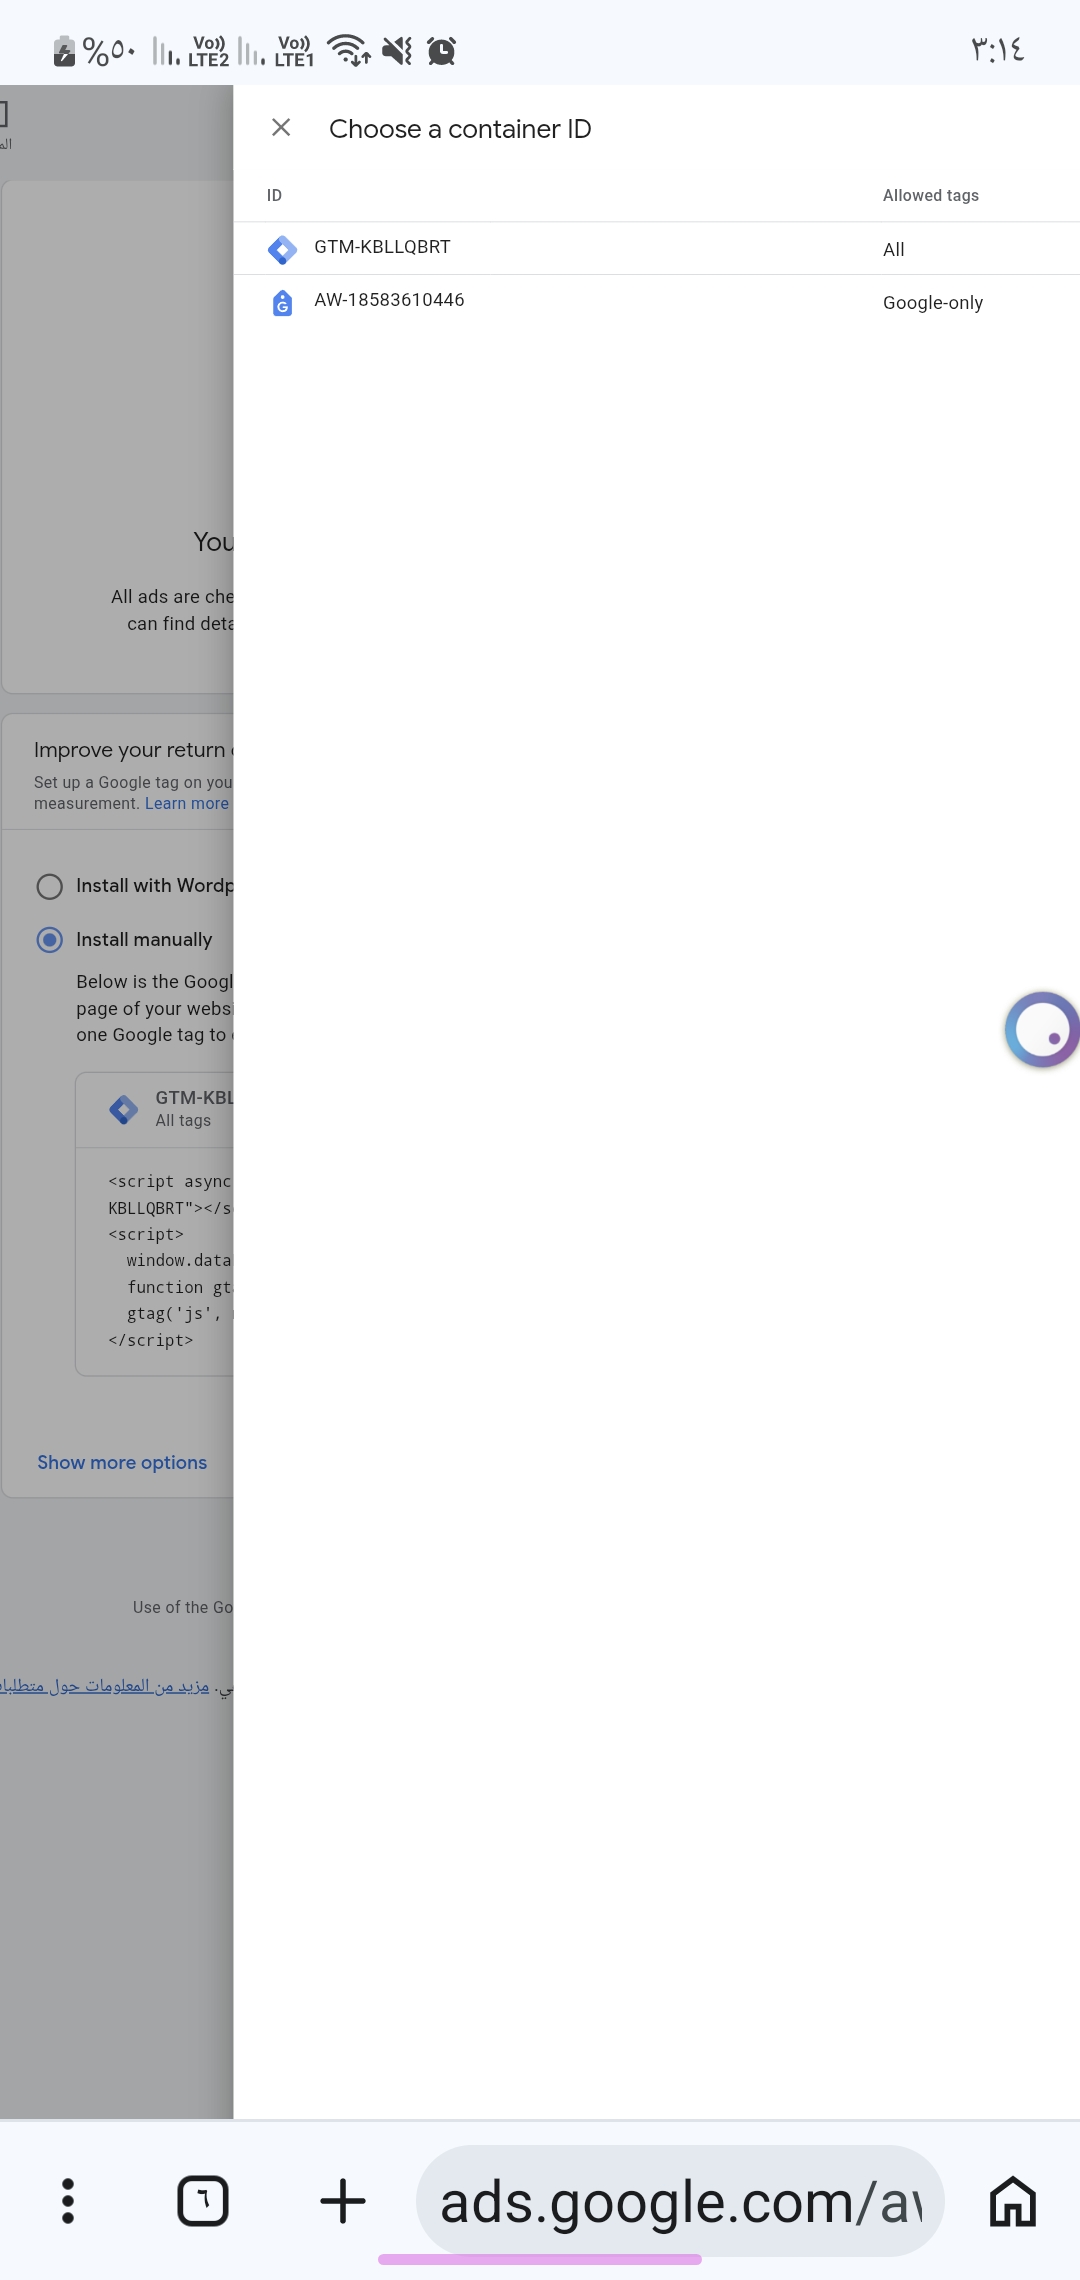 %٥٠ Vo)) LTE2 Vo)) LTE1 ٣:١٤
Choose a container ID
ID Allowed tags
GTM-KBLLQBRT All
AW-18583610446 Google-only
You
All ads are che
can find deta
Improve your return
Set up a Google tag on you
measurement. Learn more
Install with Wordp
Install manually
Below is the Googl
page of your websi
one Google tag to
GTM-KBL
All tags
<script async
KBLLQBRT"></s
<script>
window.data
function gt
gtag('js',
</script>
Show more options
Use of the Go
ي. مزيد من المعلومات حول متطلبا
٦
ads.google.com/aw